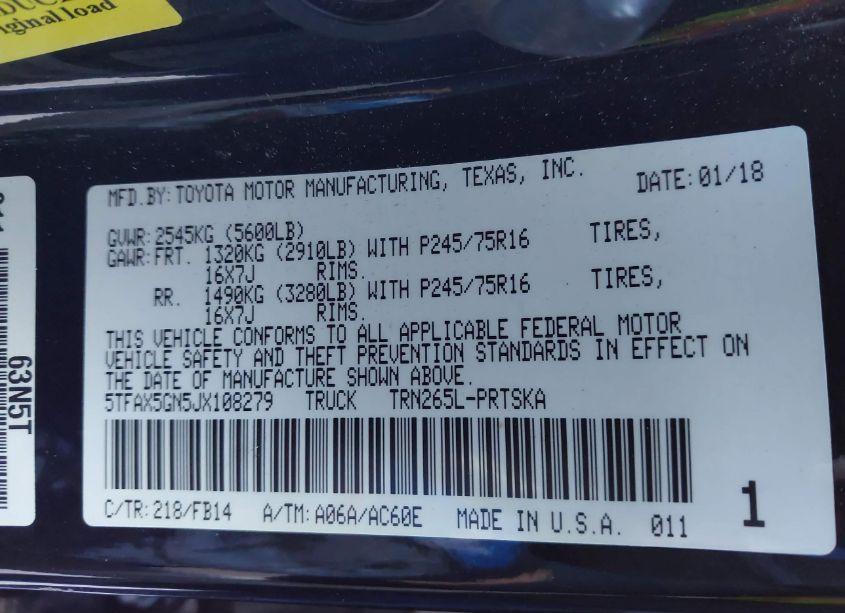 iginal load
MFD.BY: TOYOTA MOTOR MANUFACTURING, TEXAS, INC. DATE: 01/18
GVWR: 2545KG (5600LB)
GAWR: FRT. 1320KG (2910LB) WITH P245/75R16 TIRES,
16X7J RIMS.
RR. 1490KG (3280LB) WITH P245/75R16 TIRES,
16X7J RIMS.
THIS VEHICLE CONFORMS TO ALL APPLICABLE FEDERAL MOTOR
VEHICLE SAFETY AND THEFT PREVENTION STANDARDS IN EFFECT ON
THE DATE OF MANUFACTURE SHOWN ABOVE.
5TFAX5GN5JX108279 TRUCK TRN265L-PRTSKA
C/TR: 218/FB14 A/TM: A06A/AC60E MADE IN U.S.A. 011
1
63N5T